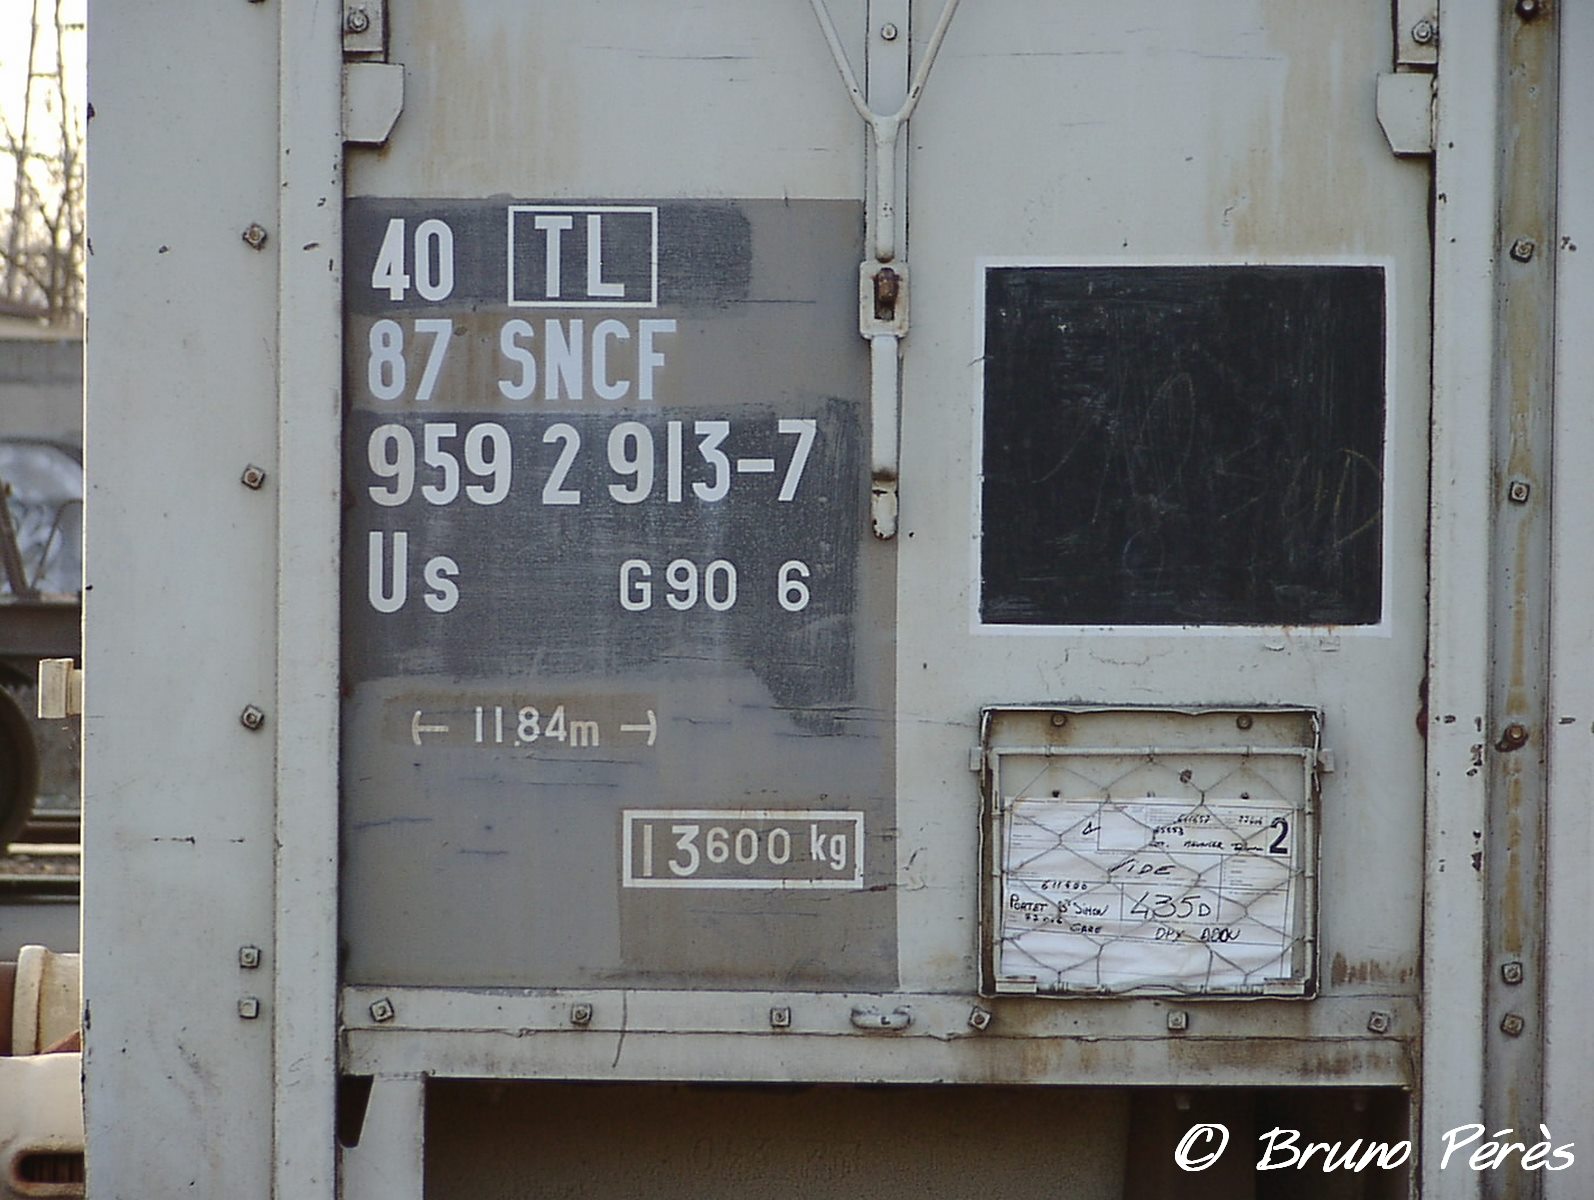 40 TL
87 SNCF
959 2 913-7
Us G90 6
11.84m
13600 kg
2
VIDE
611400
PORTET St SIMON
435D
GARE
© Bruno Pérès